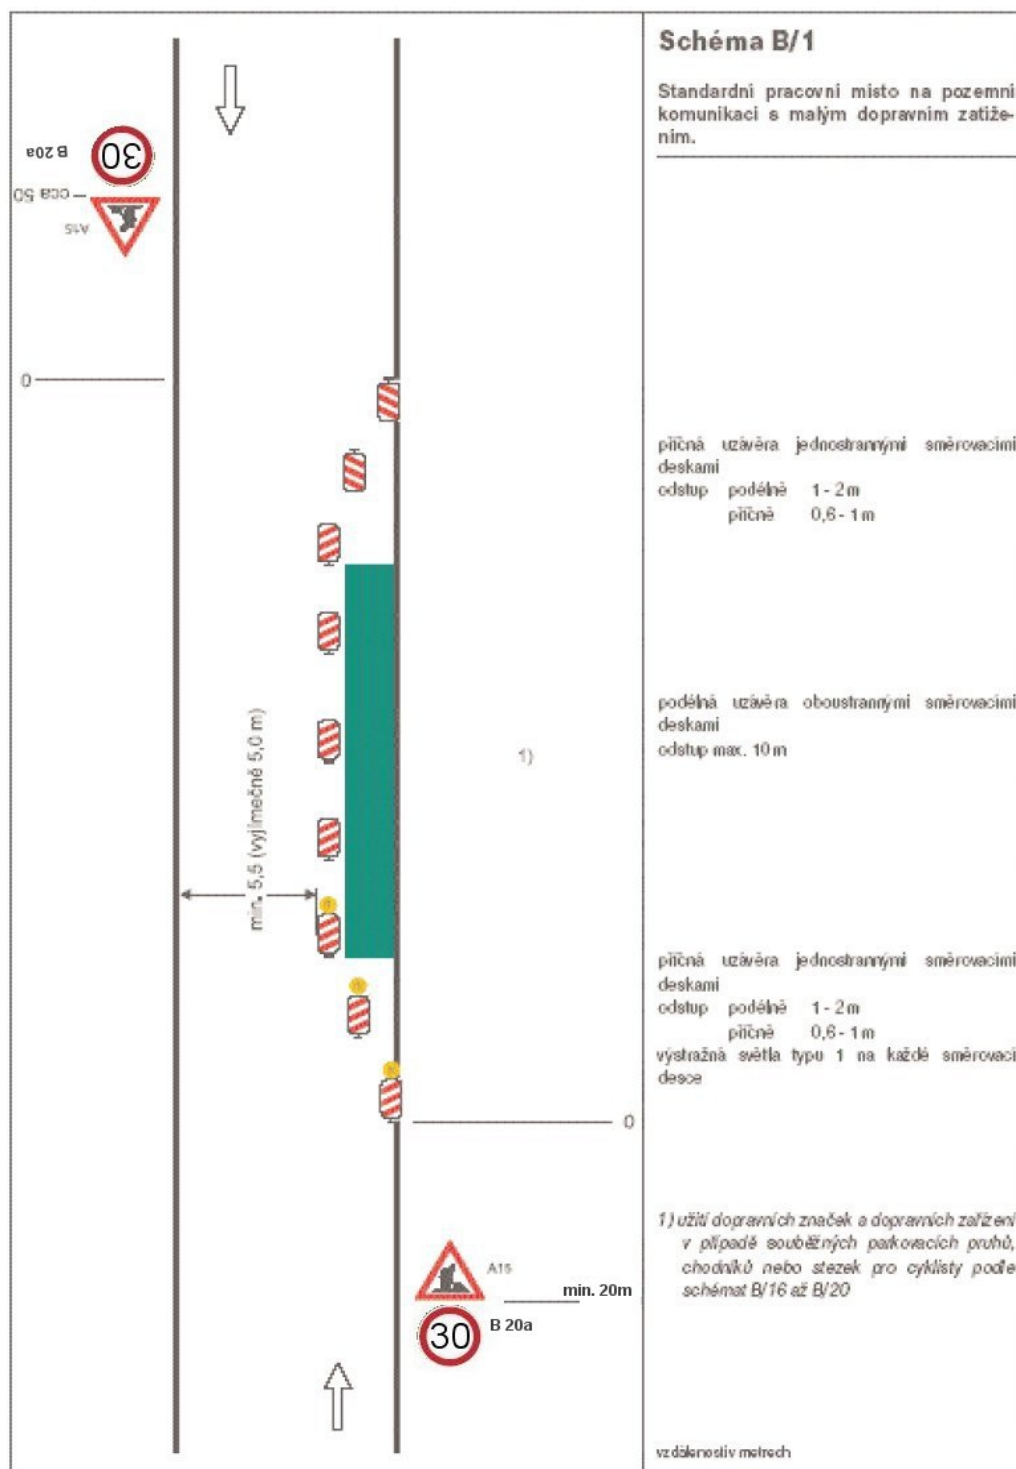 Schéma B/1
Standardní pracovní místo na pozemní
komunikaci s malým dopravním zatíže-
ním.
B 20a
30
cca 50
A15
0
příčná uzávěra jednostrannými směrovacími
deskami
odstup podélně 1 - 2 m
příčně 0,6 - 1 m
podélná uzávěra oboustrannými směrovacími
deskami
odstup max. 10 m
1)
min. 5,5 (vyjímečně 5,0 m)
příčná uzávěra jednostrannými směrovacími
deskami
odstup podélně 1 - 2 m
příčně 0,6 - 1 m
výstražná světla typu 1 na každé směrovací
desce
0
1) užití dopravních značek a dopravních zařízení
v případě souběžných parkovacích pruhů,
chodníků nebo stezek pro cyklisty podle
schémat B/16 až B/20
A15
min. 20m
B 20a
30
vzdálenosti v metrech